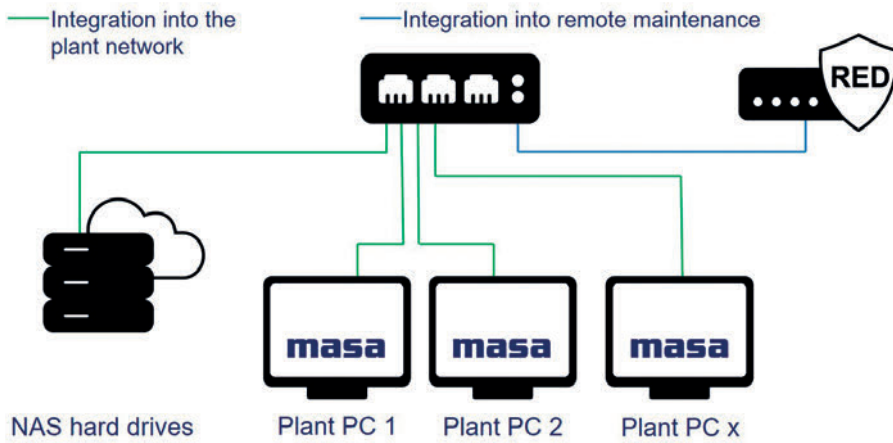 Integration into the
plant network
Integration into remote maintenance
RED
masa
masa
masa
NAS hard drives
Plant PC 1
Plant PC 2
Plant PC x